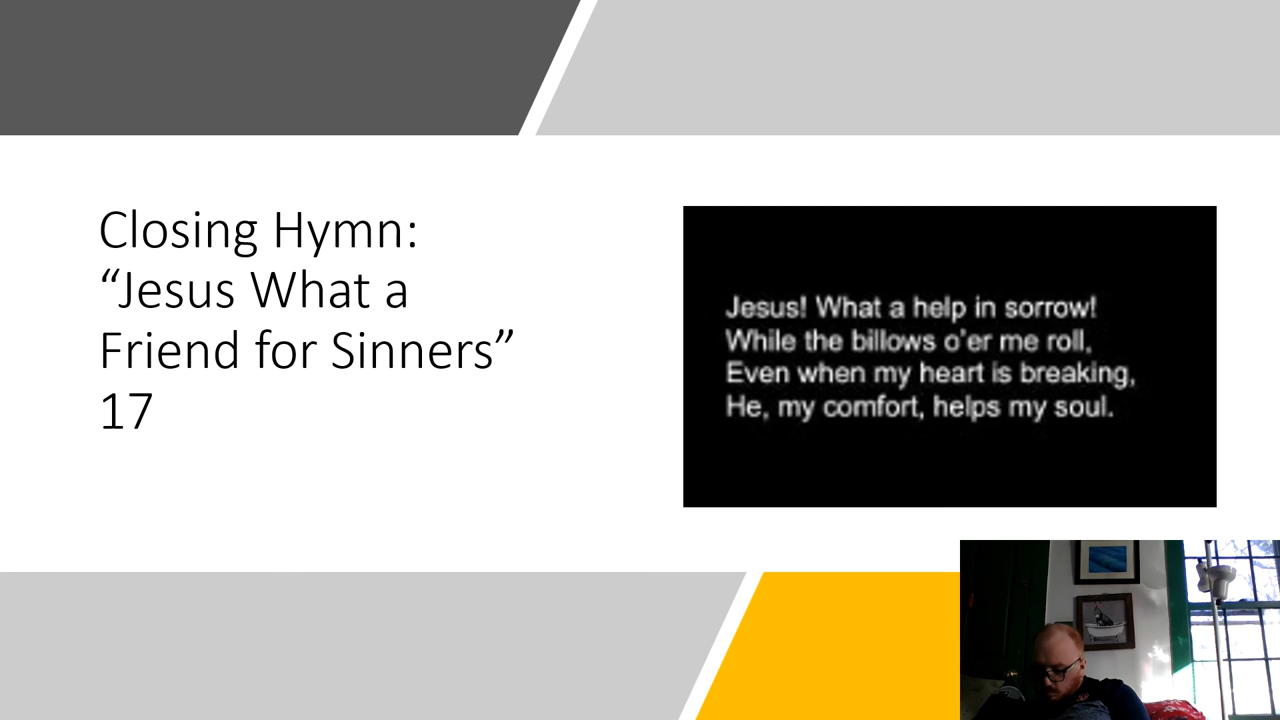 Closing Hymn:
“Jesus What a
Friend for Sinners”
17
Jesus! What a help in sorrow!
While the billows o'er me roll,
Even when my heart is breaking,
He, my comfort, helps my soul.